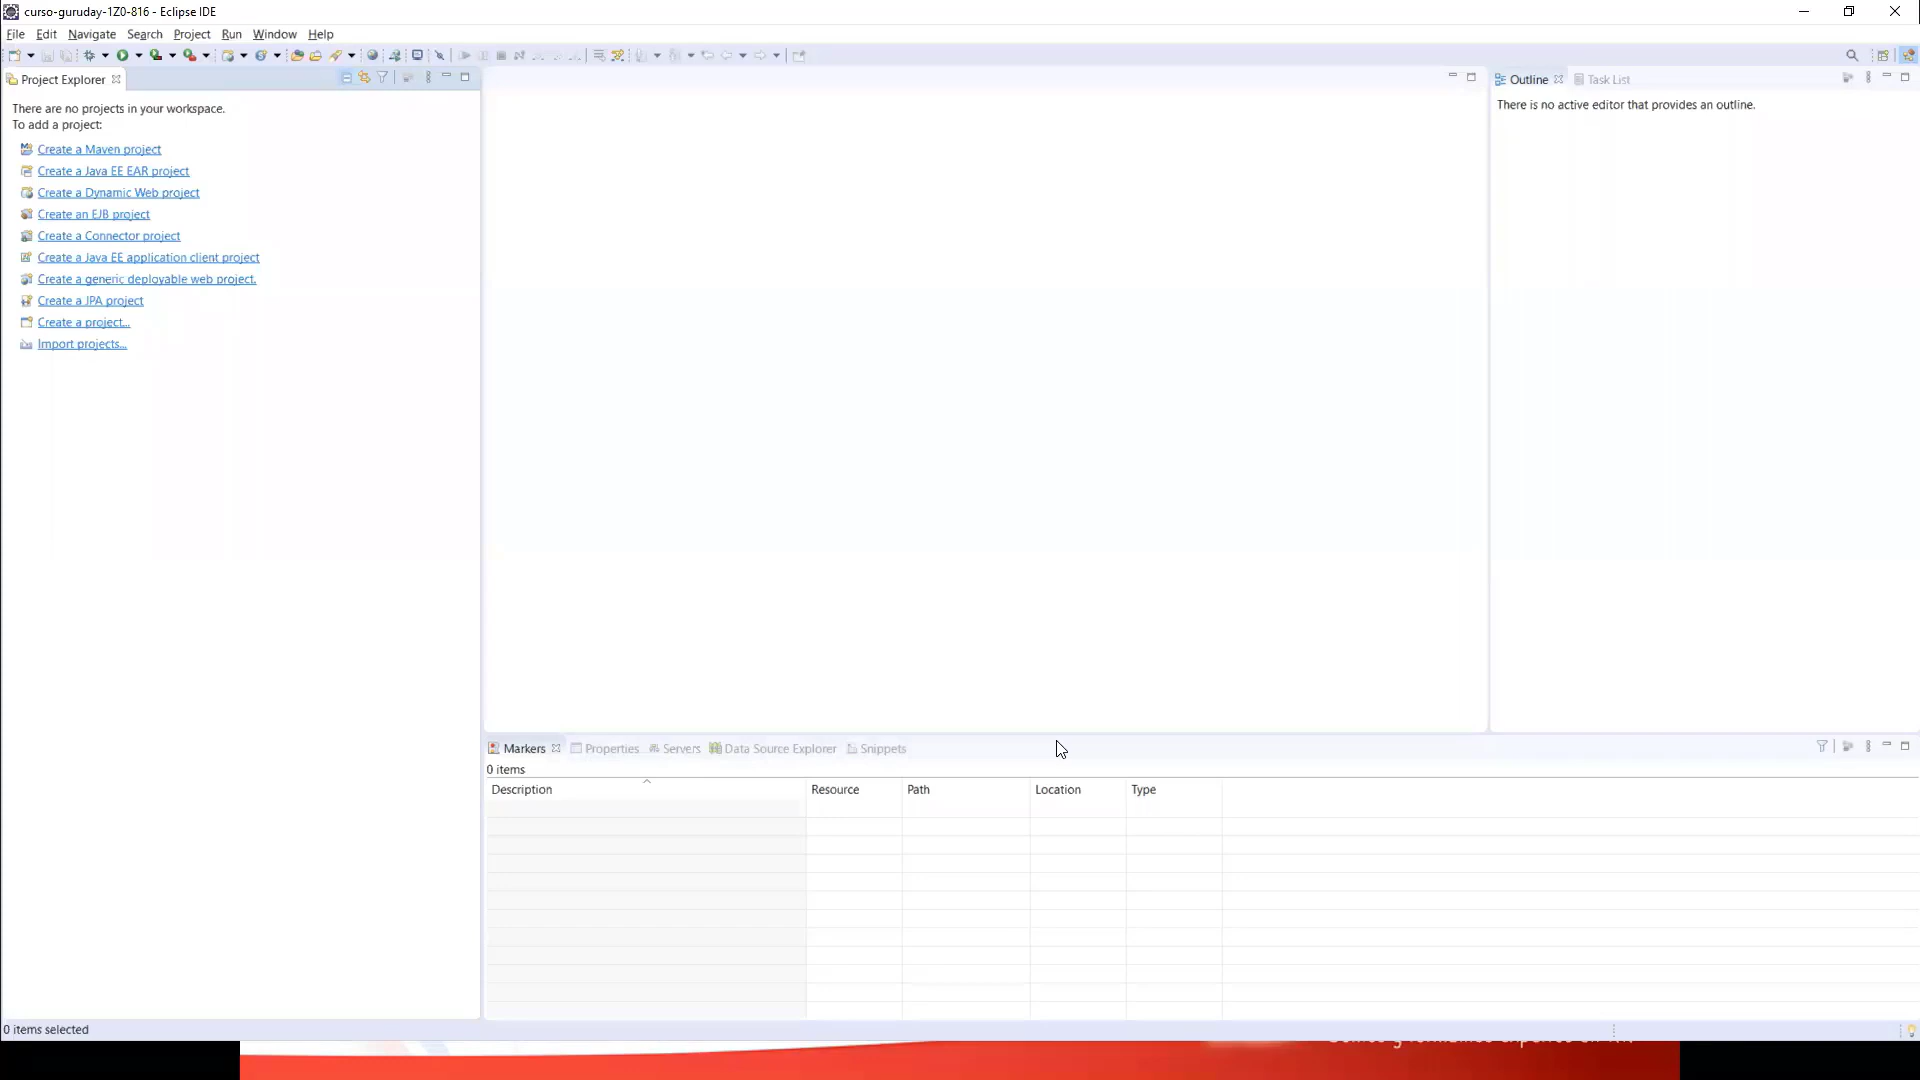 curso-guruday-1Z0-816 - Eclipse IDE
File Edit Navigate Search Project Run Window Help
Project Explorer
There are no projects in your workspace.
To add a project:
Create a Maven project
Create a Java EE EAR project
Create a Dynamic Web project
Create an EJB project
Create a Connector project
Create a Java EE application client project
Create a generic deployable web project.
Create a JPA project
Create a project...
Import projects...
Outline Task List
There is no active editor that provides an outline.
Markers Properties Servers Data Source Explorer Snippets
0 items
Description Resource Path Location Type
0 items selected